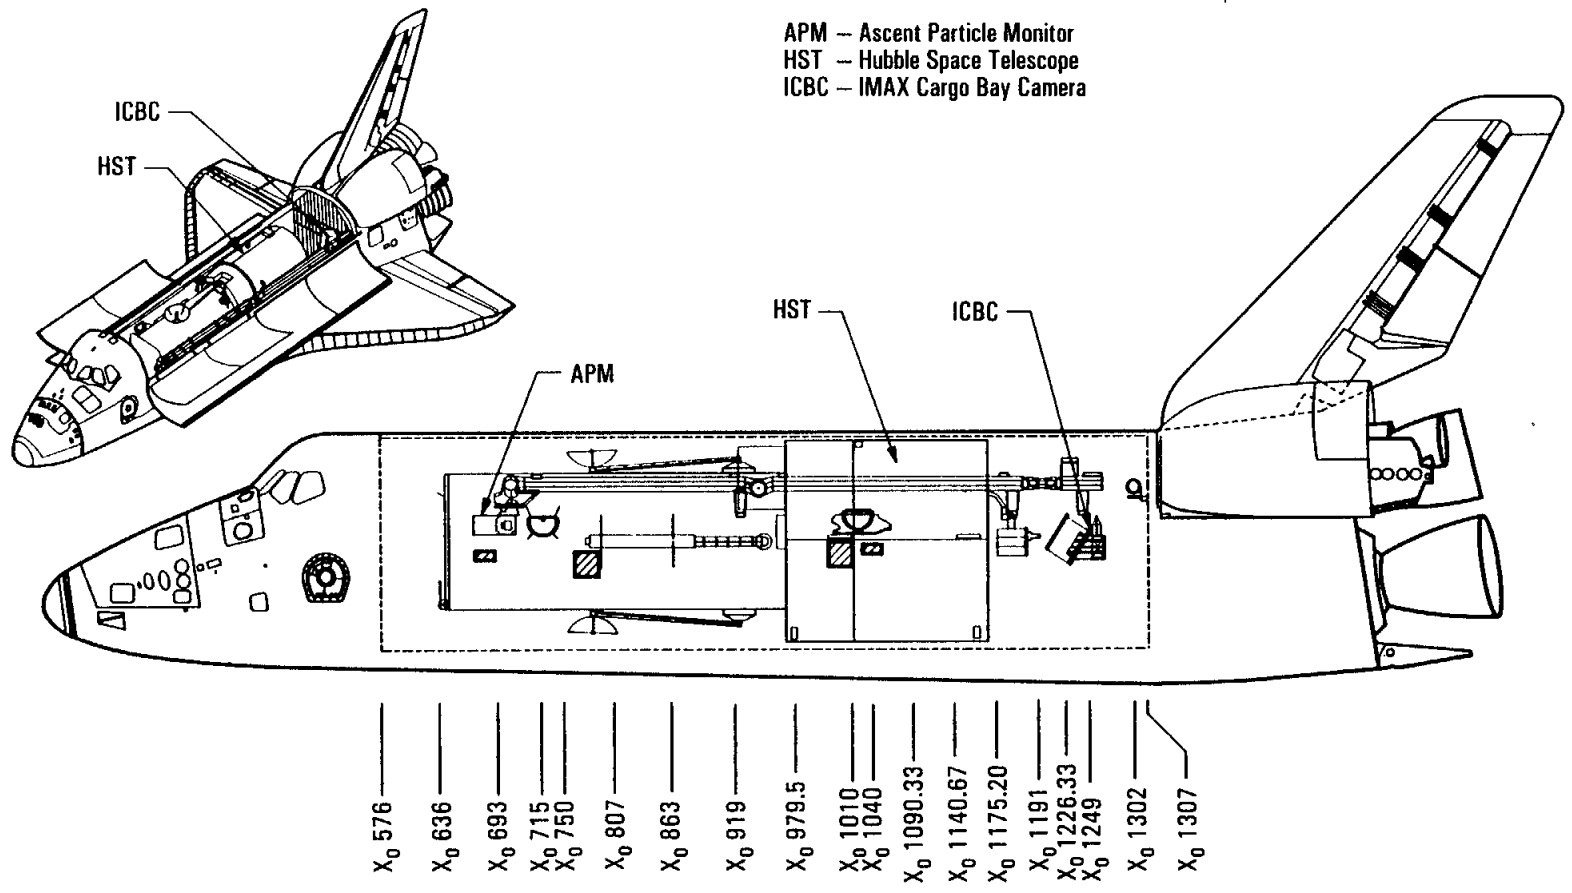 APM – Ascent Particle Monitor
HST – Hubble Space Telescope
ICBC – IMAX Cargo Bay Camera
ICBC
HST
HST
ICBC
APM
X₀ 576
X₀ 636
X₀ 693
X₀ 715
X₀ 750
X₀ 807
X₀ 863
X₀ 919
X₀ 979.5
X₀ 1010
X₀ 1040
X₀ 1090.33
X₀ 1140.67
X₀ 1175.20
X₀ 1191
X₀ 1226.33
X₀ 1249
X₀ 1302
X₀ 1307